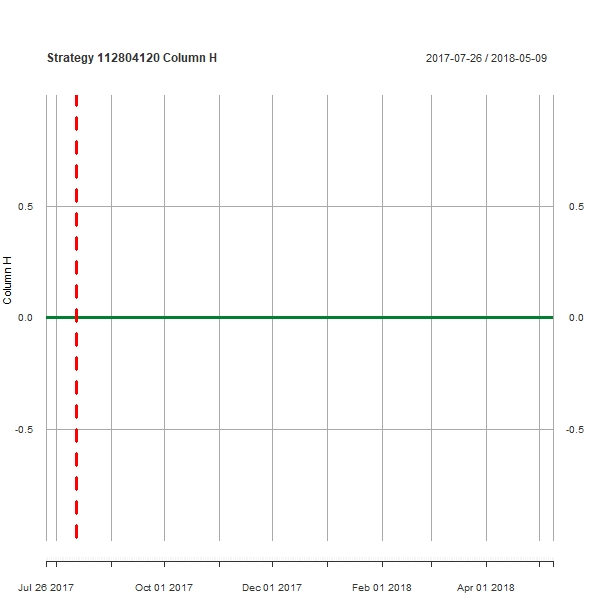 Strategy 112804120 Column H
2017-07-26 / 2018-05-09
0.5
0.5
Column H
0.0
0.0
-0.5
-0.5
Jul 26 2017
Oct 01 2017
Dec 01 2017
Feb 01 2018
Apr 01 2018